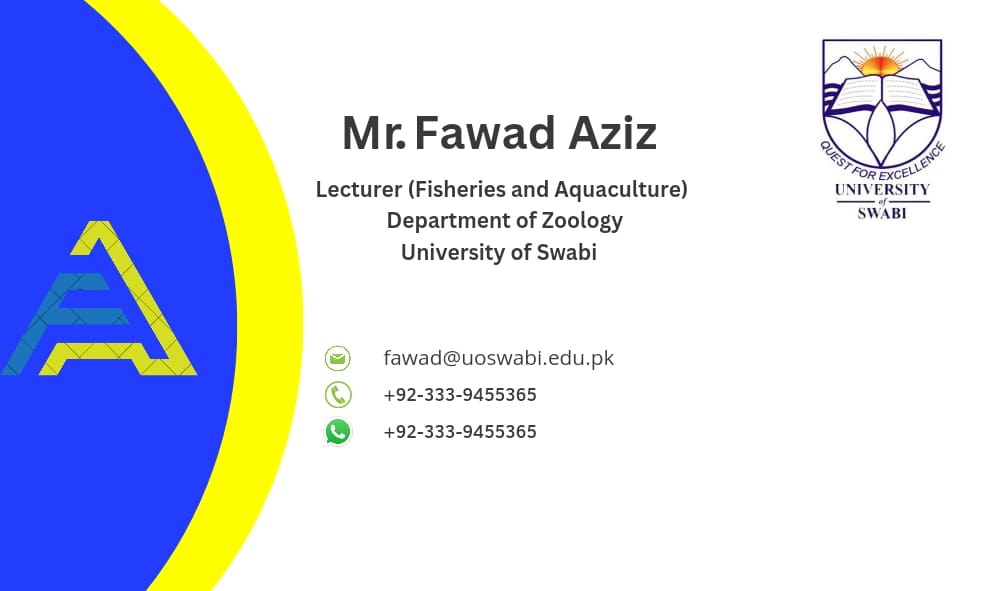 Mr. Fawad Aziz
Lecturer (Fisheries and Aquaculture)
Department of Zoology
University of Swabi
QUEST FOR EXCELLENCE
UNIVERSITY
of
SWABI
fawad@uoswabi.edu.pk
+92-333-9455365
+92-333-9455365